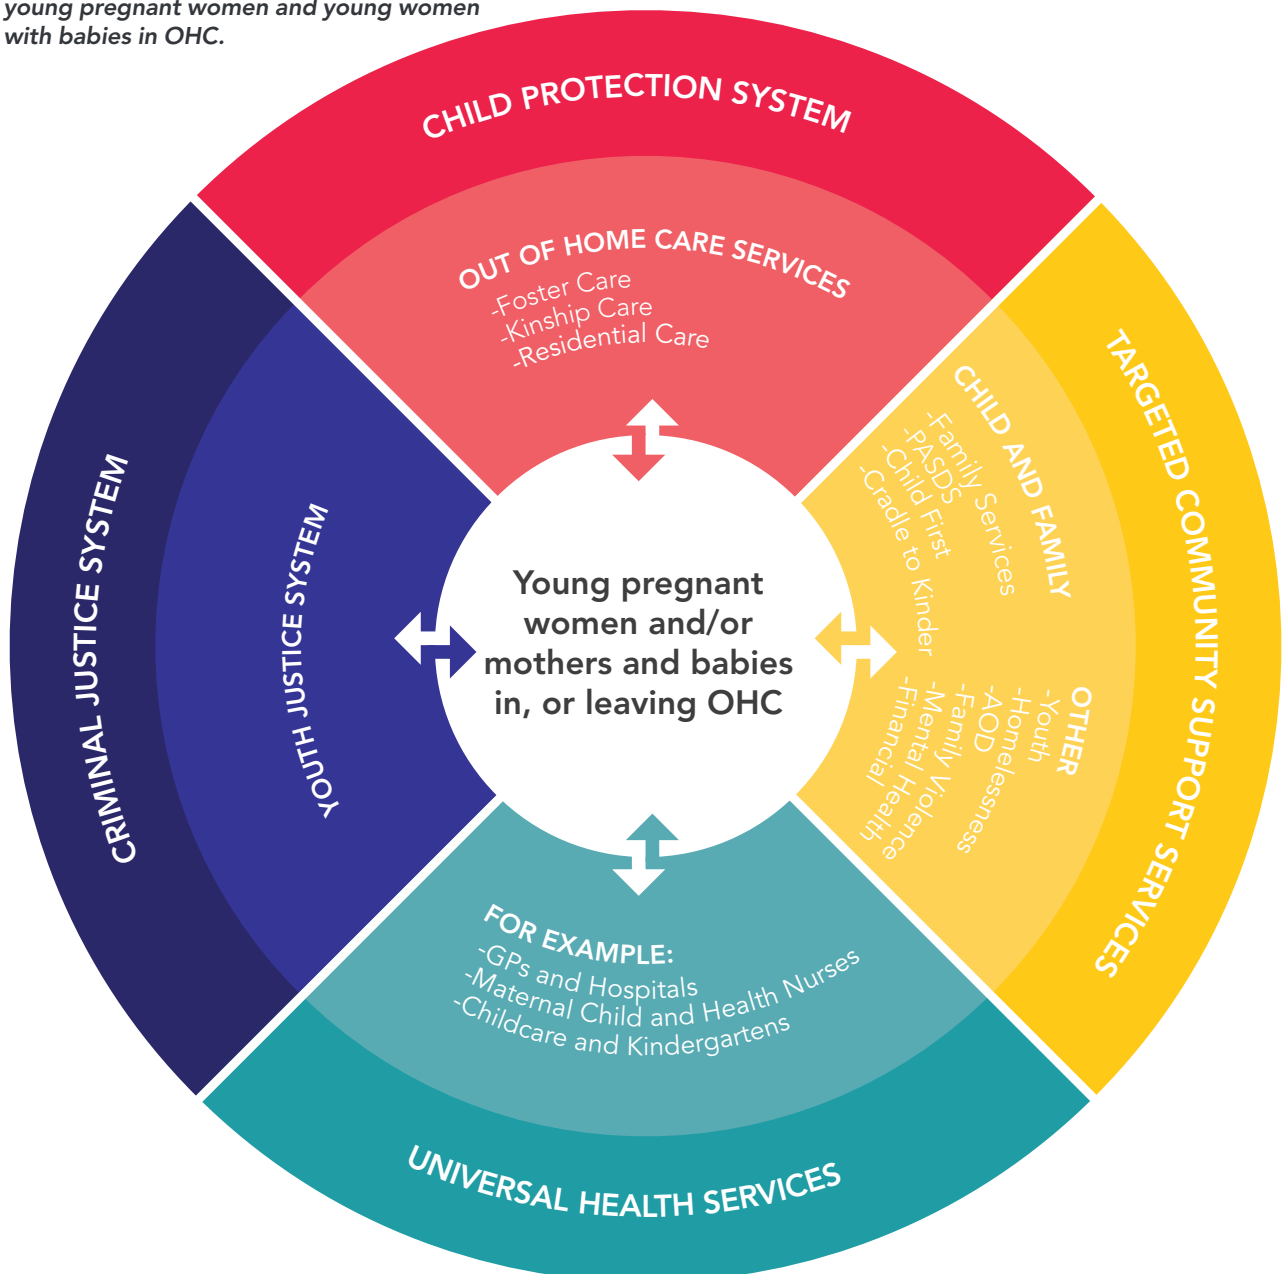 young pregnant women and young women
with babies in OHC.
CHILD PROTECTION SYSTEM
OUT OF HOME CARE SERVICES
-Foster Care
-Kinship Care
-Residential Care
TARGETED COMMUNITY SUPPORT SERVICES
CHILD AND FAMILY
-Family Services
-PASDS
-Child First
-Cradle to Kinder
OTHER
-Youth
-Homelessness
-AOD
-Family Violence
-Mental Health
-Financial
CRIMINAL JUSTICE SYSTEM
YOUTH JUSTICE SYSTEM
Young pregnant
women and/or
mothers and babies
in, or leaving OHC
FOR EXAMPLE:
-GPs and Hospitals
-Maternal Child and Health Nurses
-Childcare and Kindergartens
UNIVERSAL HEALTH SERVICES